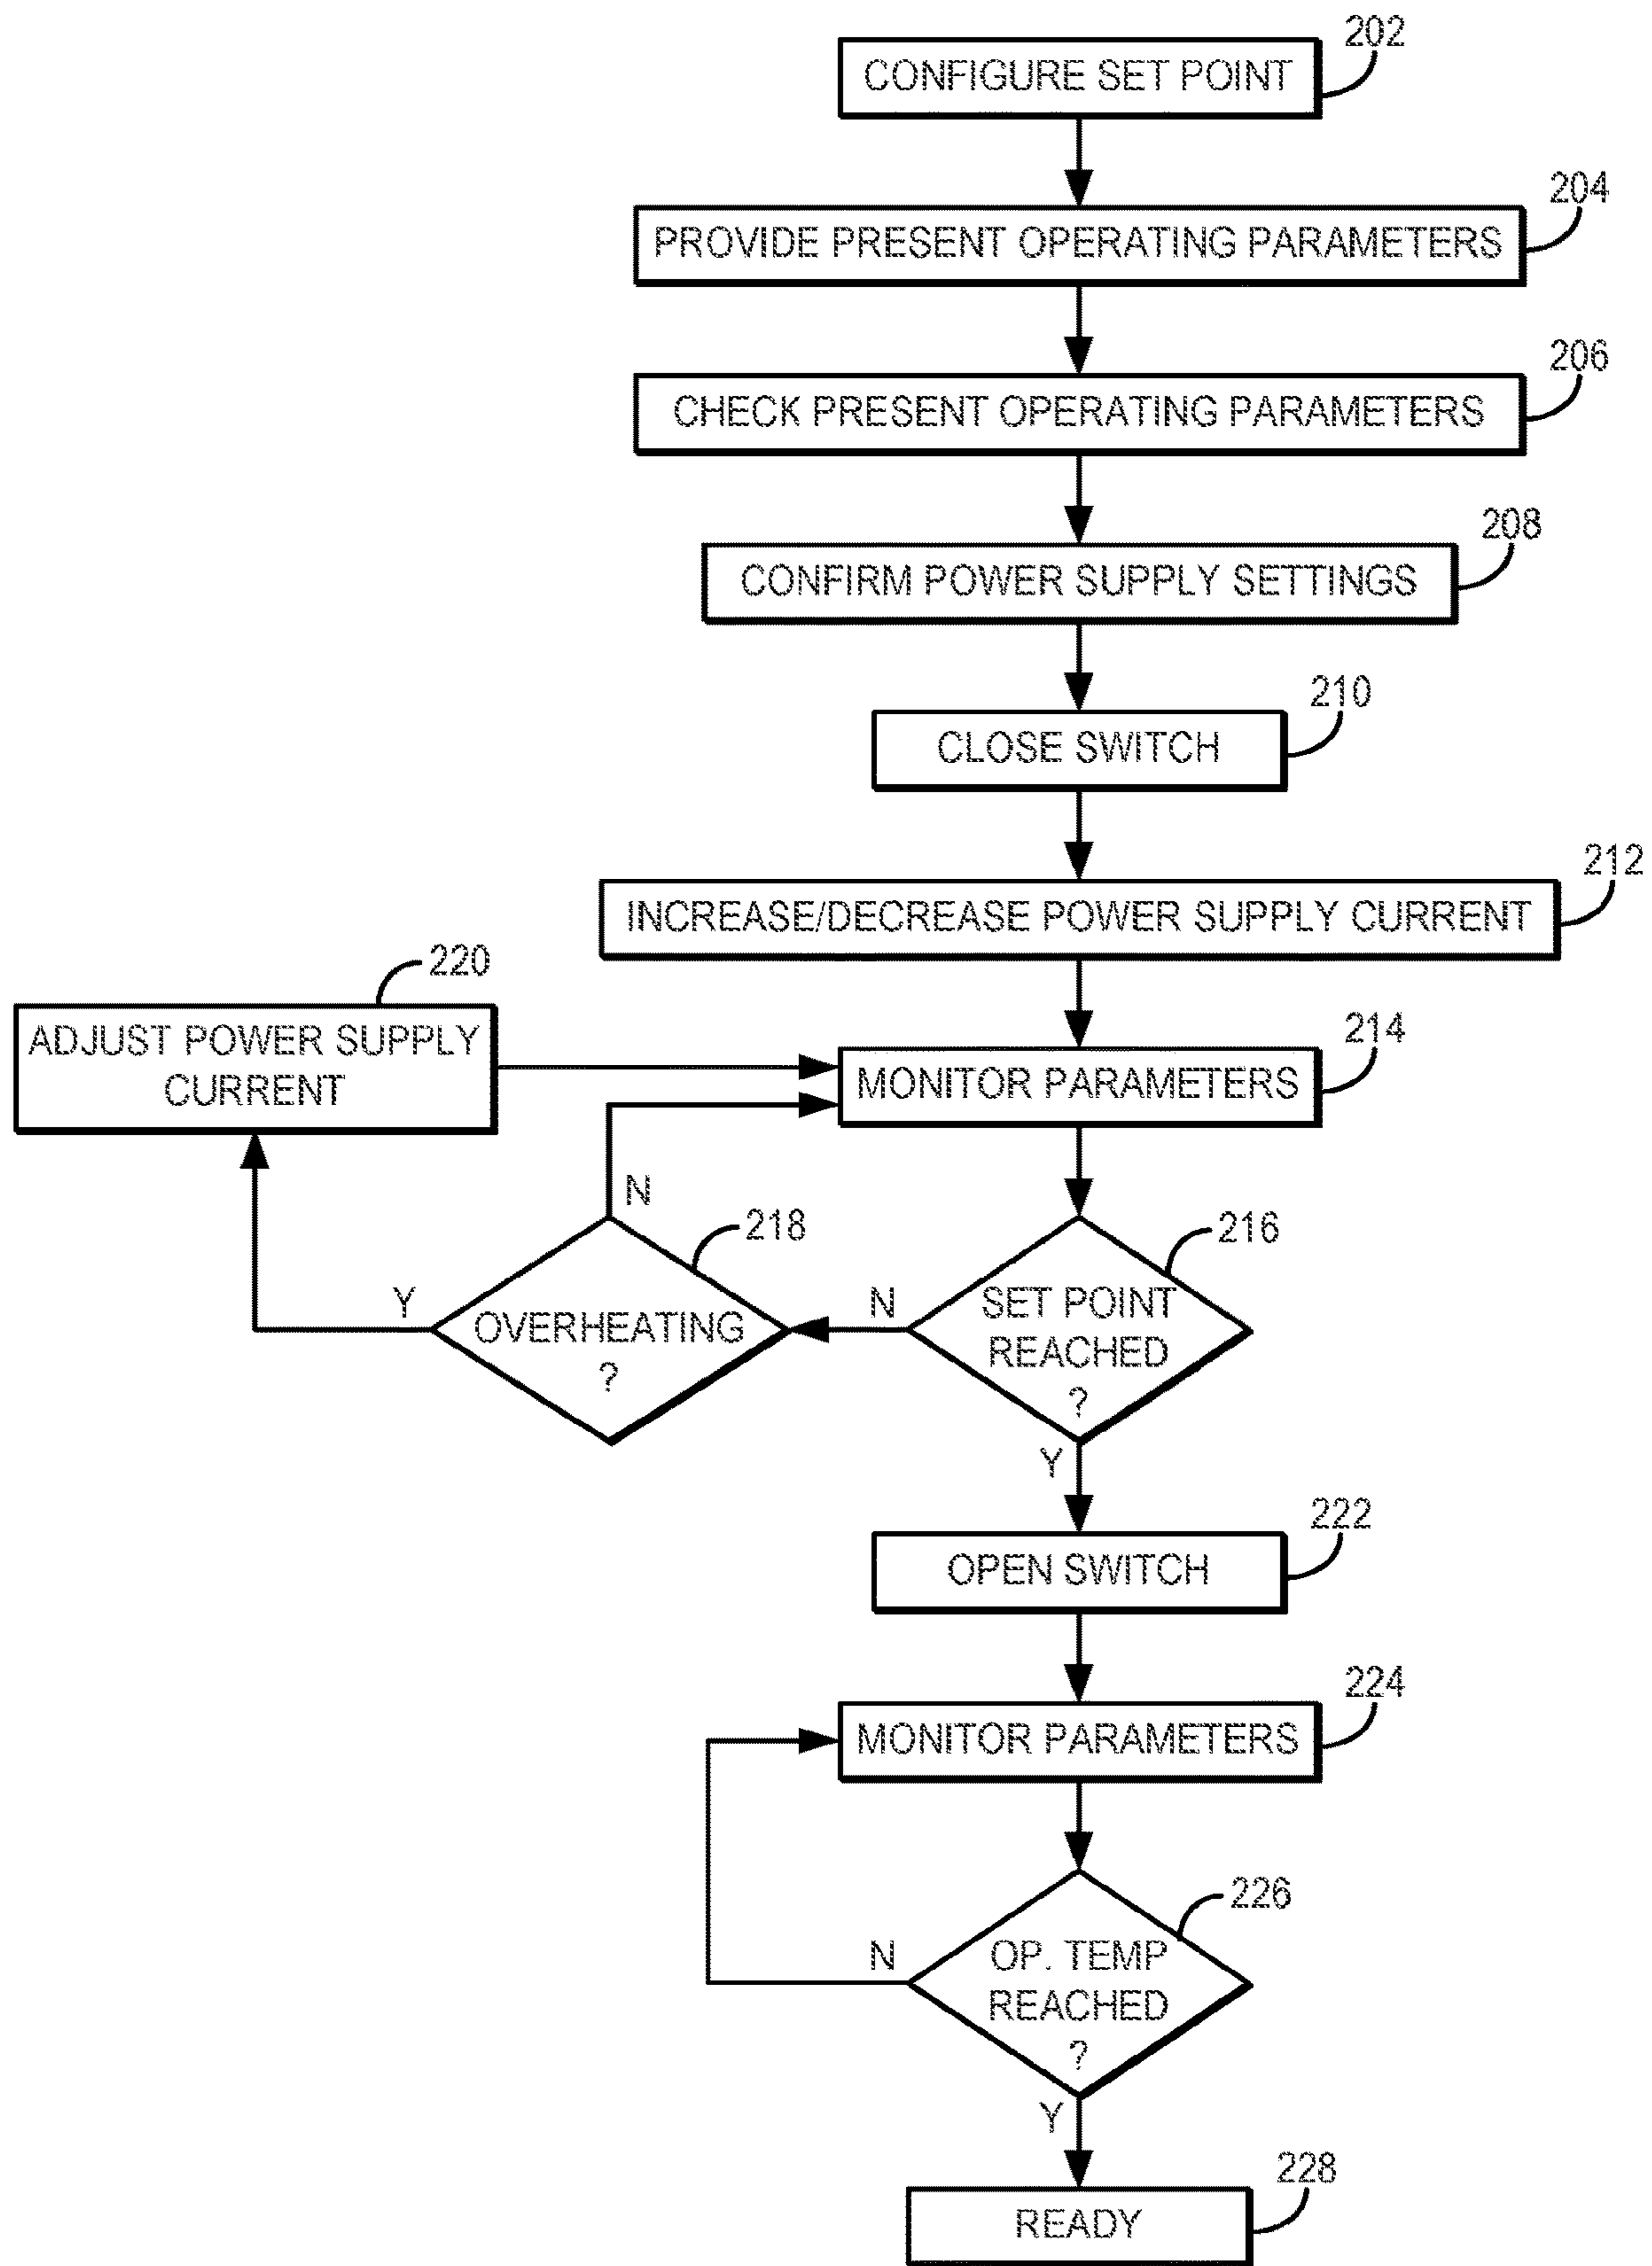 202
CONFIGURE SET POINT
204
PROVIDE PRESENT OPERATING PARAMETERS
206
CHECK PRESENT OPERATING PARAMETERS
208
CONFIRM POWER SUPPLY SETTINGS
210
CLOSE SWITCH
212
INCREASE/DECREASE POWER SUPPLY CURRENT
220
ADJUST POWER SUPPLY
CURRENT
214
MONITOR PARAMETERS
N
218
216
Y
OVERHEATING
?
N
SET POINT
REACHED
?
Y
222
OPEN SWITCH
224
MONITOR PARAMETERS
226
N
OP. TEMP
REACHED
?
Y
228
READY